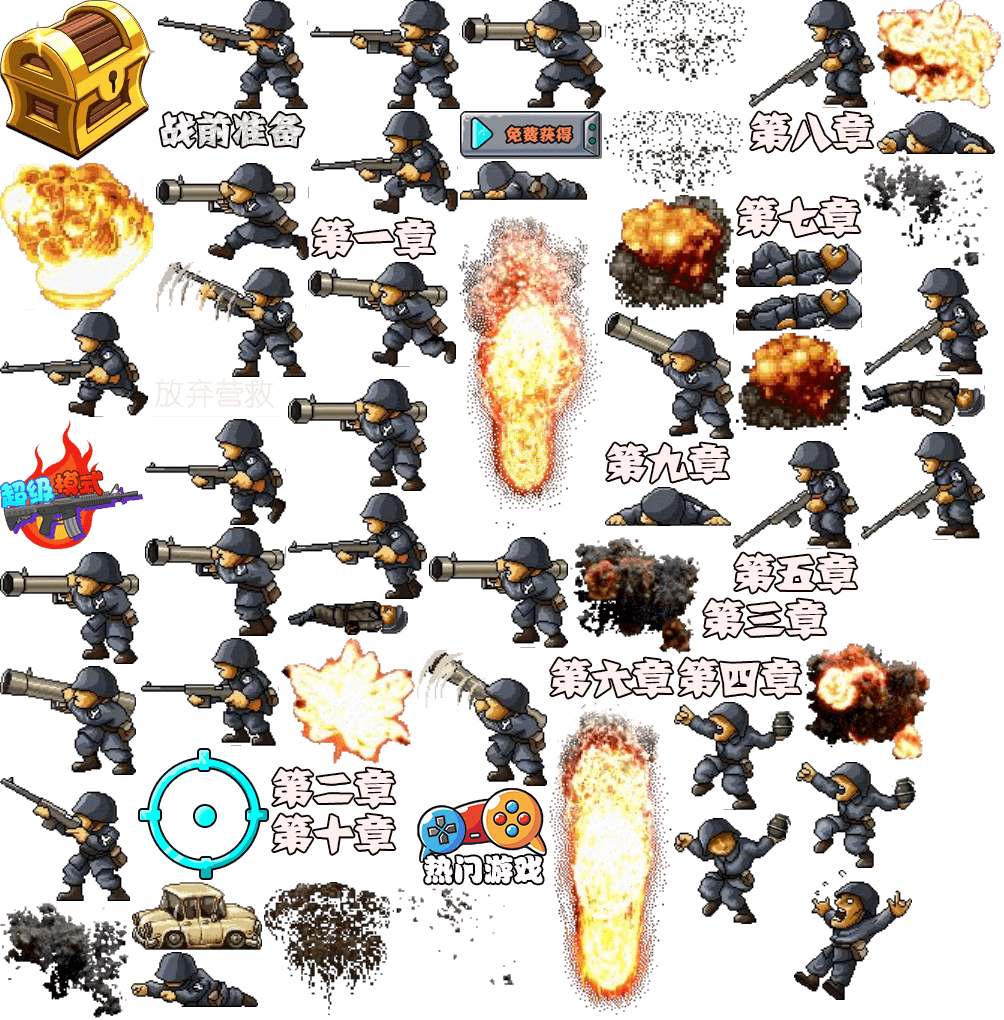 战前准备
免费获得
第八章
第七章
第一章
放弃营救
第九章
超级模式
第五章
第三章
第六章
第四章
第二章
第十章
热门游戏